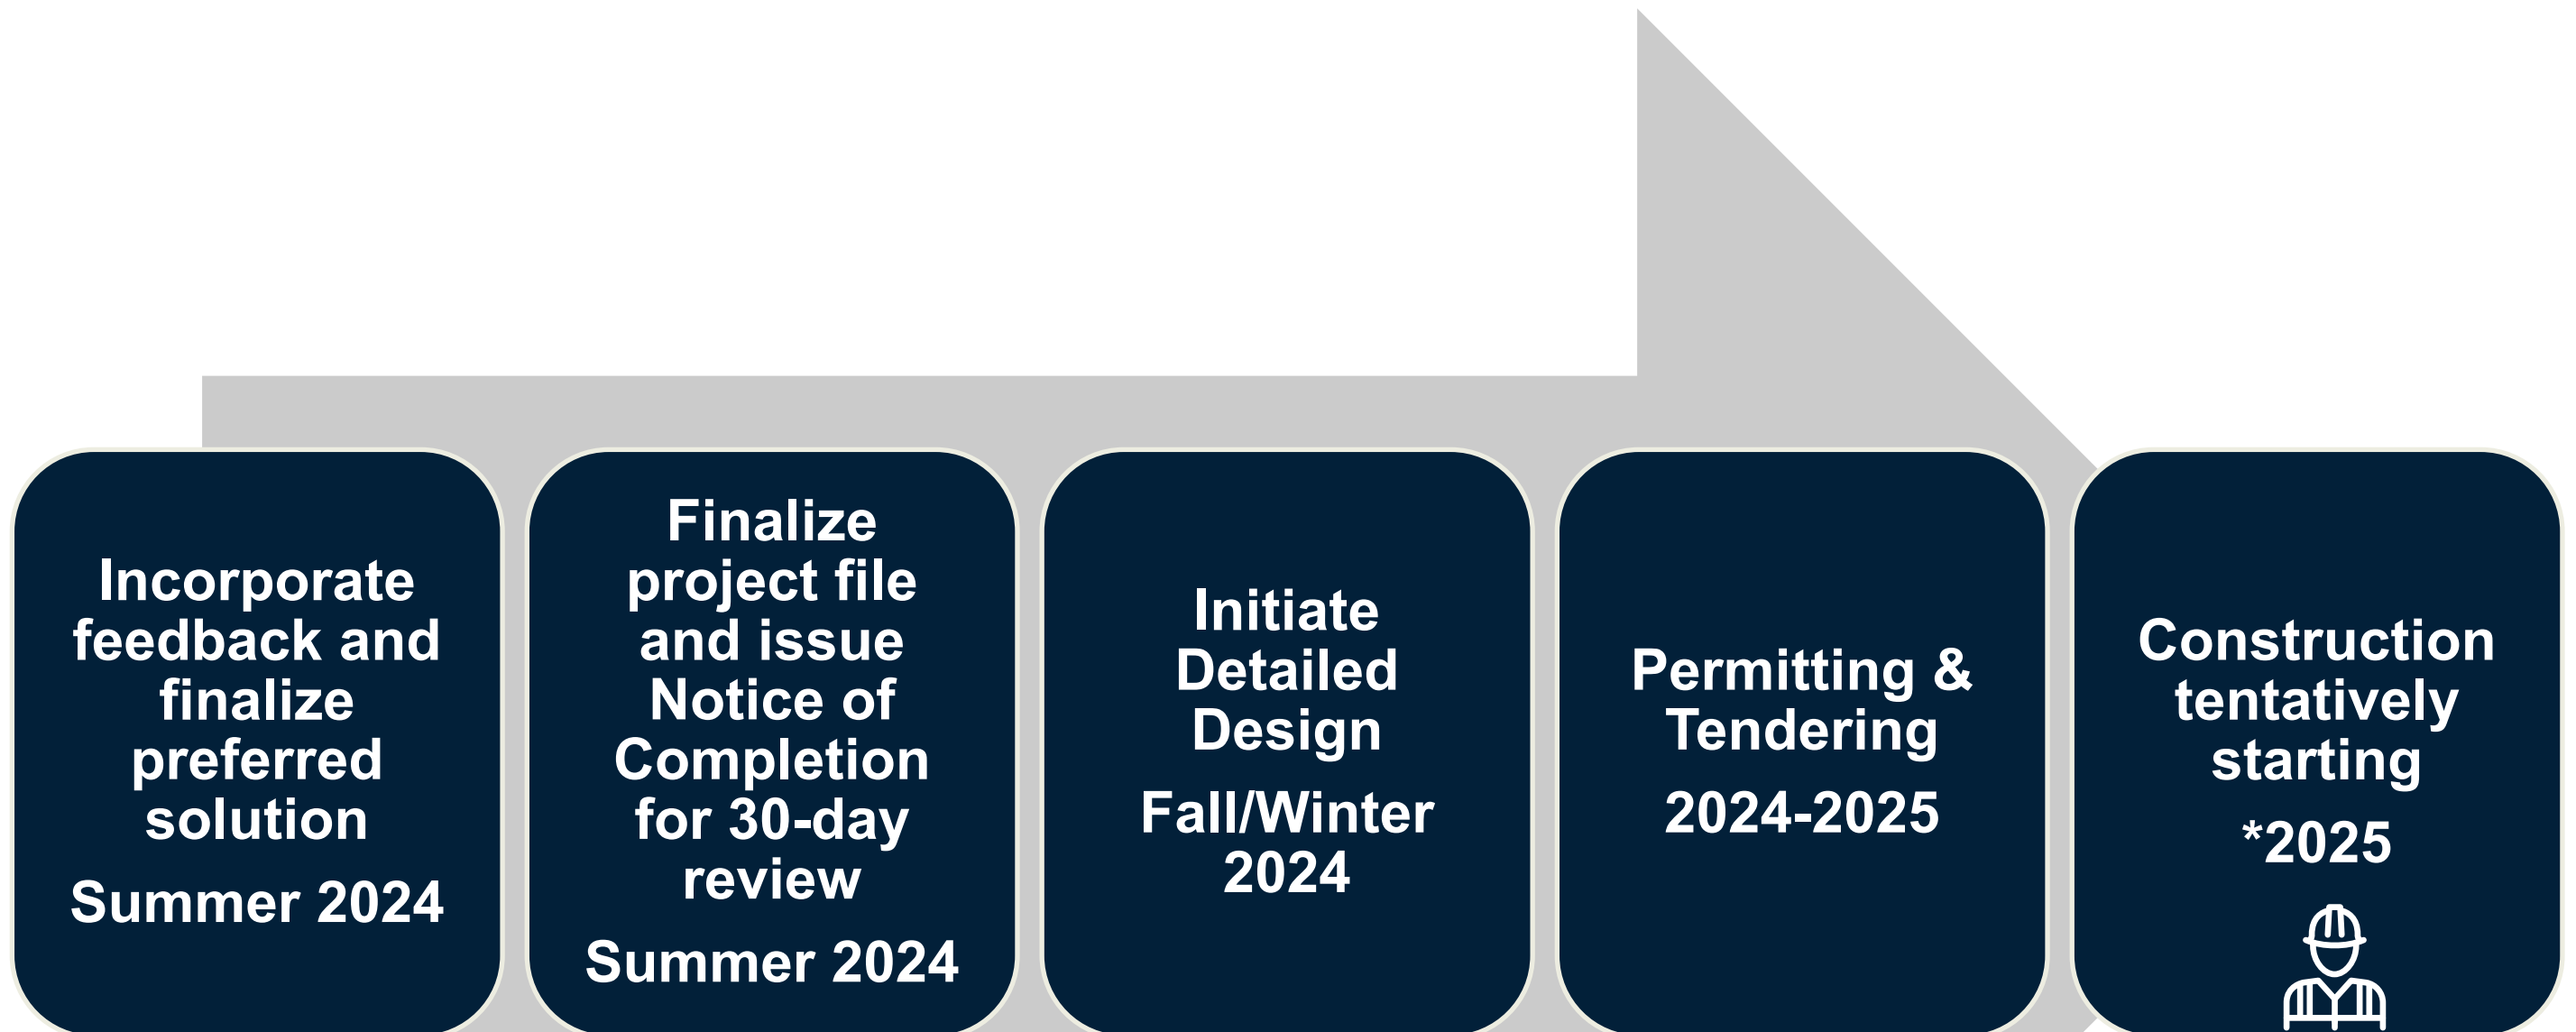 Incorporate
feedback and
finalize
preferred
solution
Summer 2024
Finalize
project file
and issue
Notice of
Completion
for 30-day
review
Summer 2024
Initiate
Detailed
Design
Fall/Winter
2024
Permitting &
Tendering
2024-2025
Construction
tentatively
starting
*2025